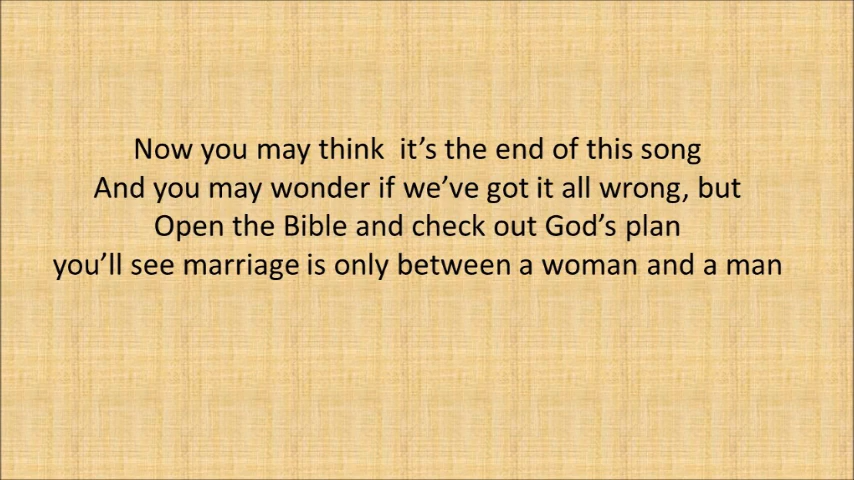 Now you may think  it’s the end of this song
And you may wonder if we’ve got it all wrong, but
Open the Bible and check out God’s plan
you’ll see marriage is only between a woman and a man